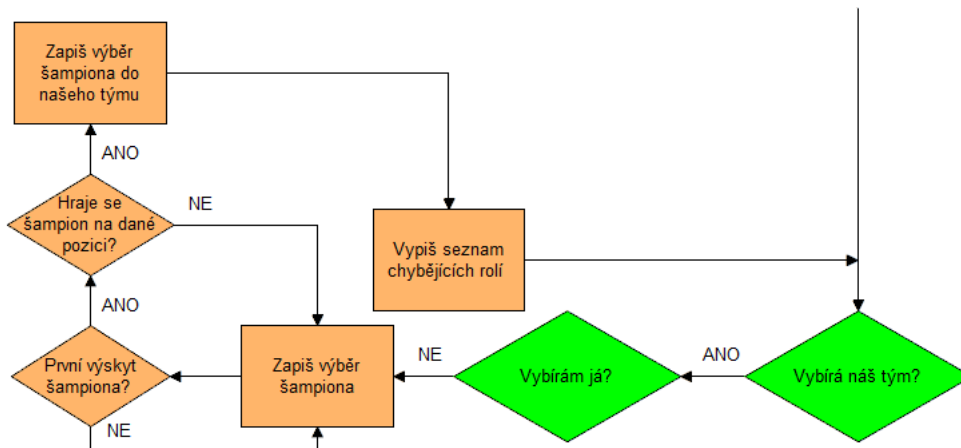 Zapiš výběr
šampiona do
našeho týmu
ANO
Hraje se
šampion na dané
pozici?
NE
Vypiš seznam
chybějících rolí
ANO
První výskyt
šampiona?
NE
Zapiš výběr
šampiona
NE
Vybírám já?
ANO
Vybírá náš tým?